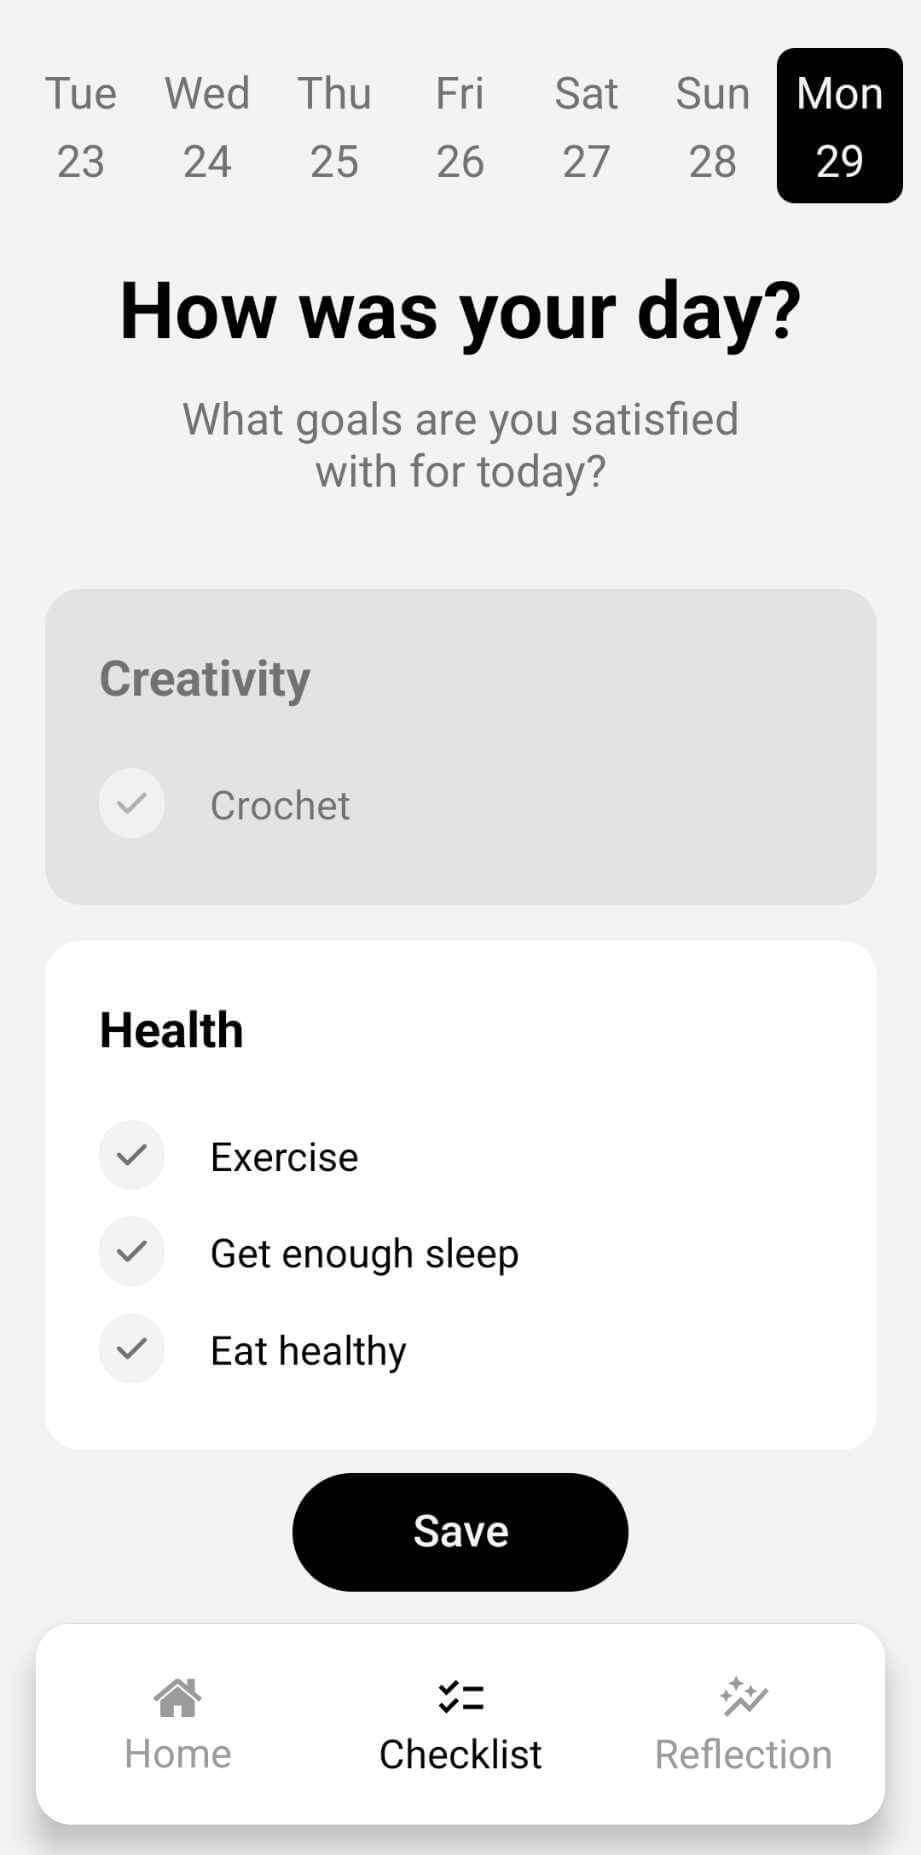 Tue Wed Thu Fri Sat Sun Mon
23 24 25 26 27 28 29
How was your day?
What goals are you satisfied
with for today?
Creativity
Crochet
Health
Exercise
Get enough sleep
Eat healthy
Save
Home Checklist Reflection